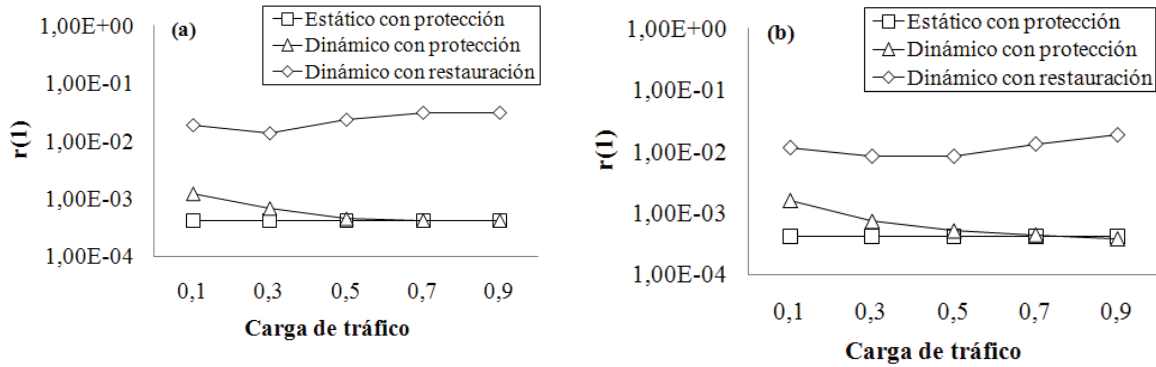 (a)
Estático con protección
Dinámico con protección
Dinámico con restauración
1,00E+00
1,00E-01
1,00E-02
1,00E-03
1,00E-04
r(1)
0,1 0,3 0,5 0,7 0,9
Carga de tráfico
(b)
Estático con protección
Dinámico con protección
Dinámico con restauración
1,00E+00
1,00E-01
1,00E-02
1,00E-03
1,00E-04
r(1)
0,1 0,3 0,5 0,7 0,9
Carga de tráfico